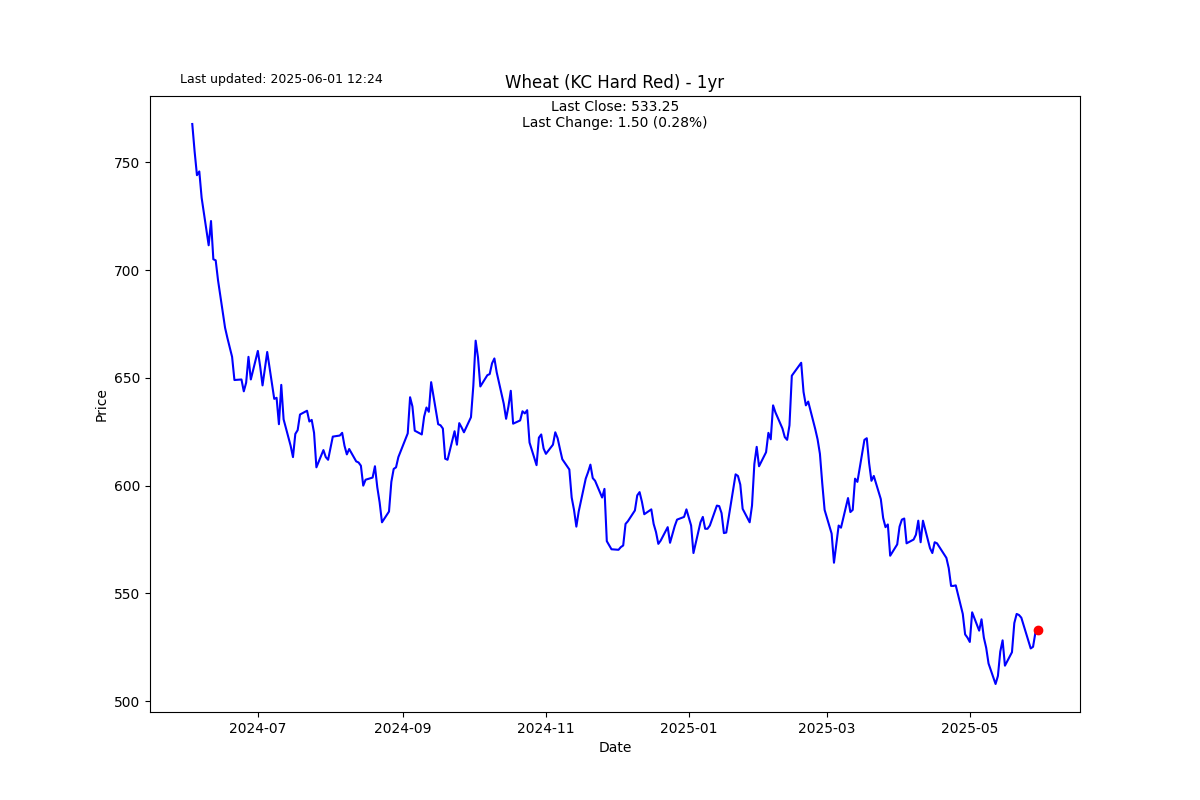 Last updated: 2025-06-01 12:24
Wheat (KC Hard Red) - 1yr
Last Close: 533.25
Last Change: 1.50 (0.28%)
Price
750
700
650
600
550
500
2024-07
2024-09
2024-11
2025-01
2025-03
2025-05
Date